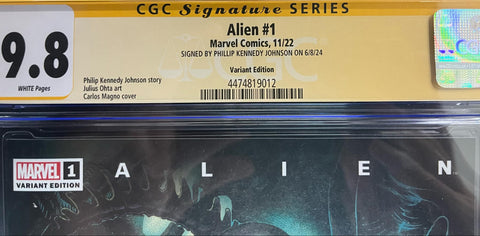 CGC Signature SERIES
Alien #1
Marvel Comics, 11/22
SIGNED BY PHILLIP KENNEDY JOHNSON ON 6/8/24
Variant Edition
9.8
WHITE Pages
Philip Kennedy Johnson story
Julius Ohta art
Carlos Magno cover
4474819012
MARVEL 1
VARIANT EDITION
A L I E N